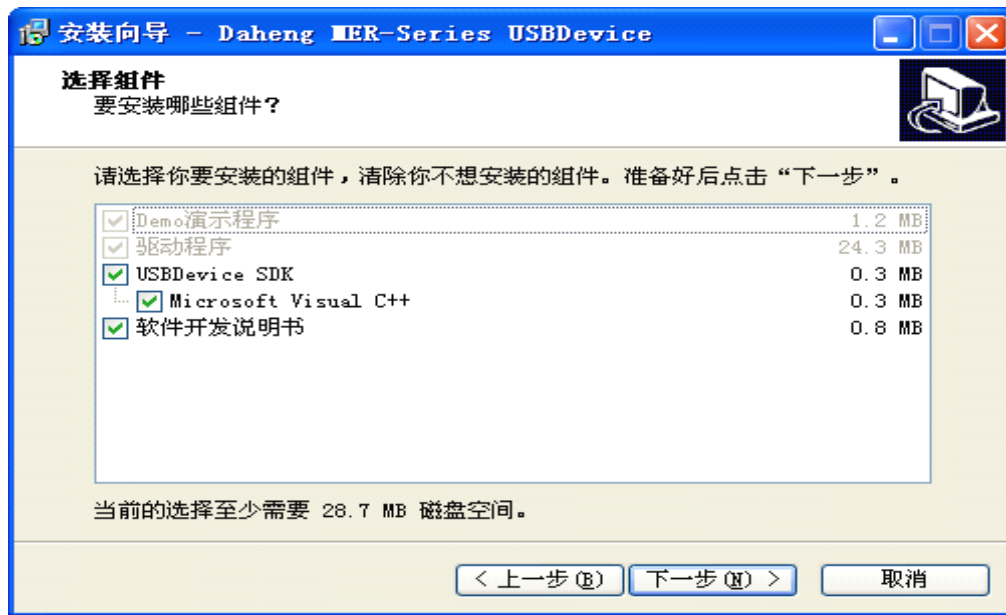 安装向导 - Daheng MER-Series USBDevice
选择组件
要安装哪些组件?
请选择你要安装的组件，清除你不想安装的组件。准备好后点击“下一步”。
Demo演示程序 1.2 MB
驱动程序 24.3 MB
USBDevice SDK 0.3 MB
Microsoft Visual C++ 0.3 MB
软件开发说明书 0.8 MB
当前的选择至少需要 28.7 MB 磁盘空间。
< 上一步(B) 下一步(N) > 取消